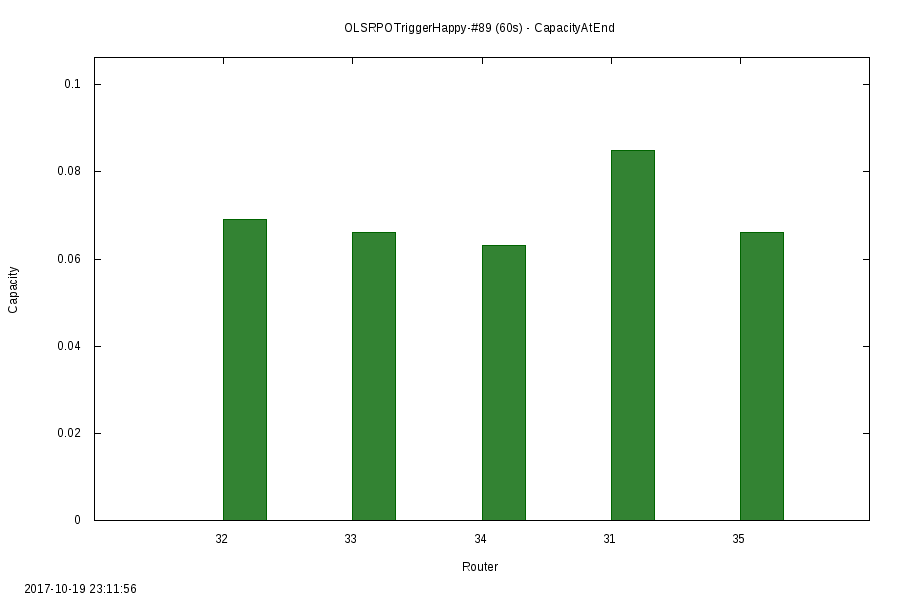 OLSRPOTriggerHappy-#89 (60s) - CapacityAtEnd
0.1
0.08
0.06
0.04
0.02
0
Capacity
32 33 34 31 35
Router
2017-10-19 23:11:56